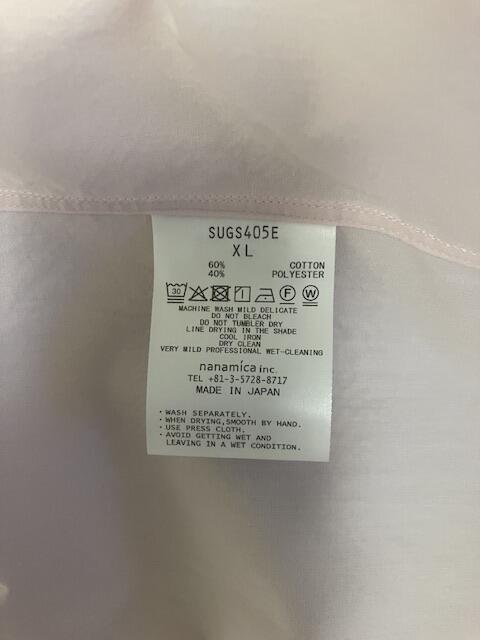 SUGS405E
XL
60% COTTON
40% POLYESTER
30
MACHINE WASH MILD DELICATE
DO NOT BLEACH
DO NOT TUMBLER DRY
LINE DRYING IN THE SHADE
COOL IRON
DRY CLEAN
VERY MILD PROFESSIONAL WET-CLEANING
nanamica inc.
TEL +81-3-5728-8717
MADE IN JAPAN
・WASH SEPARATELY.
・WHEN DRYING,SMOOTH BY HAND.
・USE PRESS CLOTH.
・AVOID GETTING WET AND
LEAVING IN A WET CONDITION.